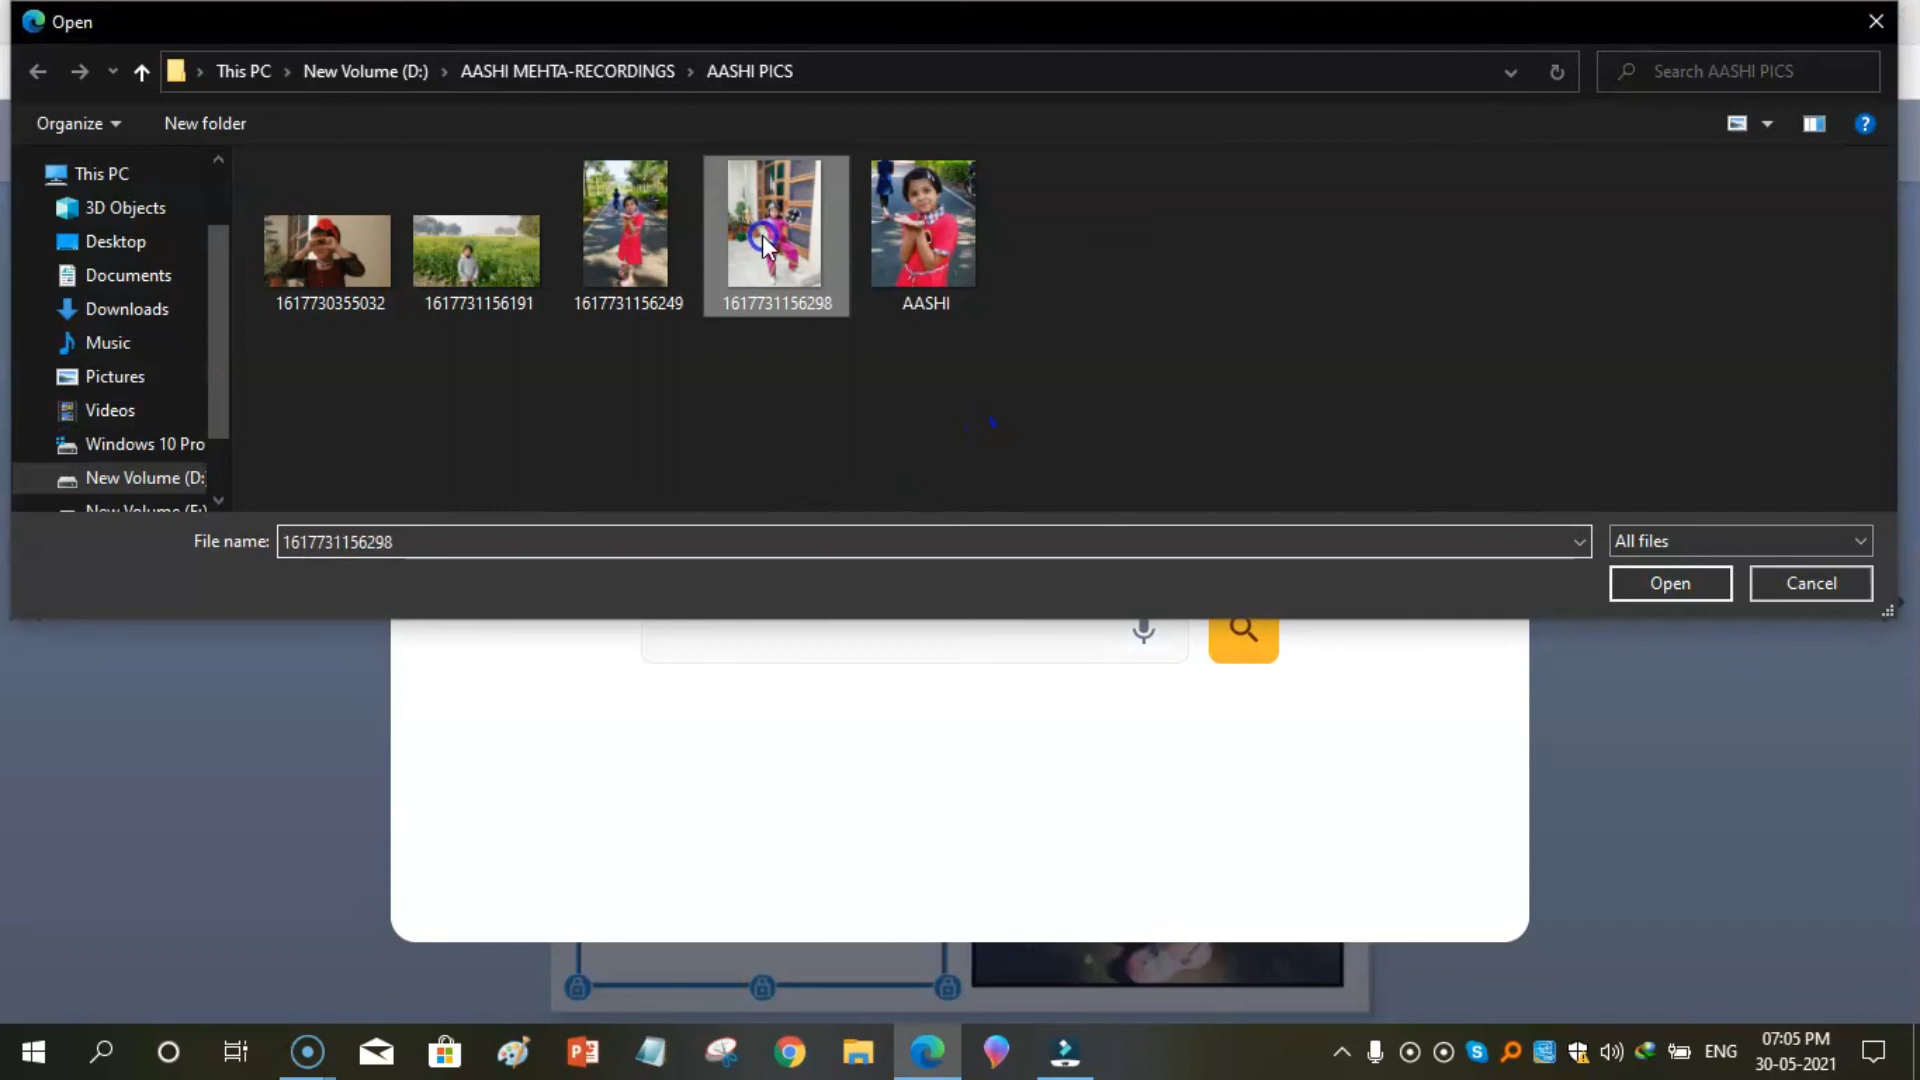 Open
This PC
New Volume (D:)
AASHI MEHTA-RECORDINGS
AASHI PICS
Search AASHI PICS
Organize
New folder
This PC
3D Objects
Desktop
Documents
Downloads
Music
Pictures
Videos
Windows 10 Pro
New Volume (D:
1617730355032
1617731156191
1617731156249
1617731156298
AASHI
File name:
1617731156298
All files
Open
Cancel
ENG
07:05 PM
30-05-2021